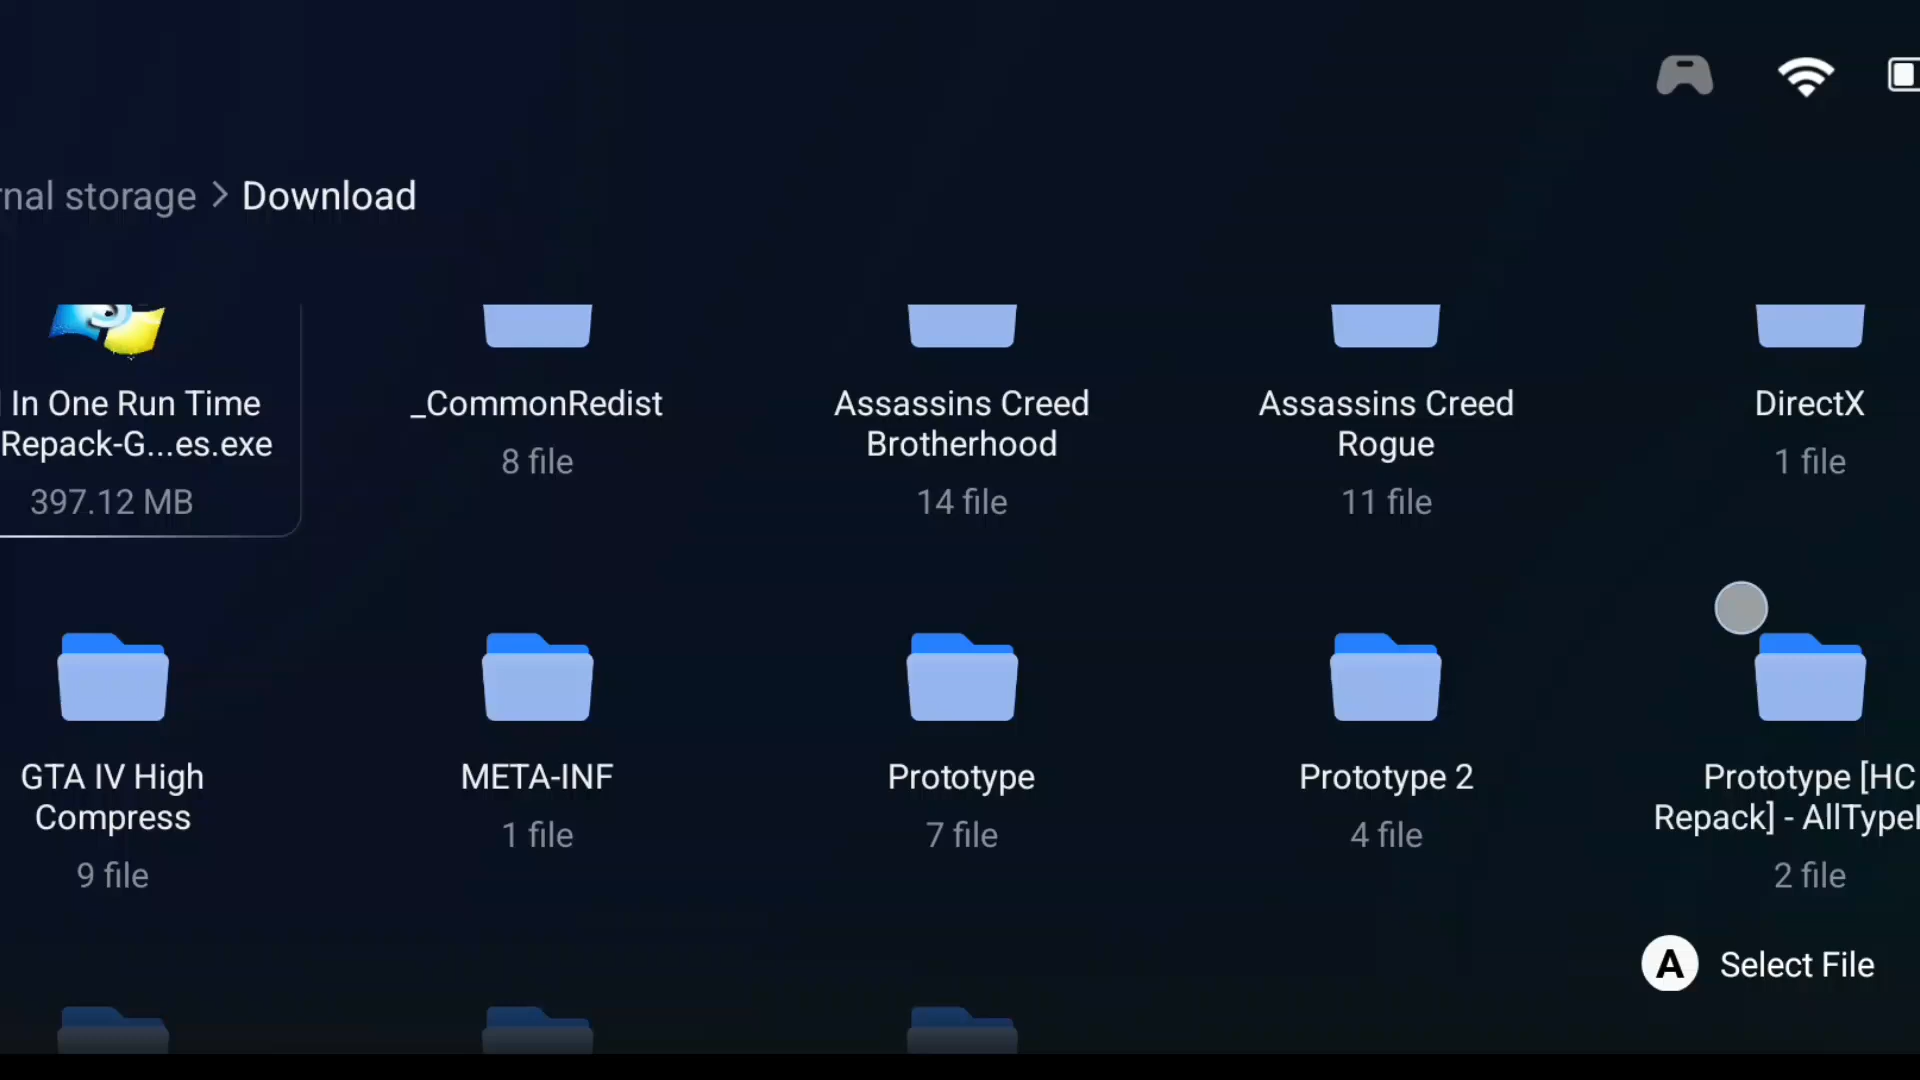 rnal storage > Download
In One Run Time
Repack-G...es.exe
397.12 MB
_CommonRedist
8 file
Assassins Creed
Brotherhood
14 file
Assassins Creed
Rogue
11 file
DirectX
1 file
GTA IV High
Compress
9 file
META-INF
1 file
Prototype
7 file
Prototype 2
4 file
Prototype [HC
Repack] - AllType
2 file
A Select File